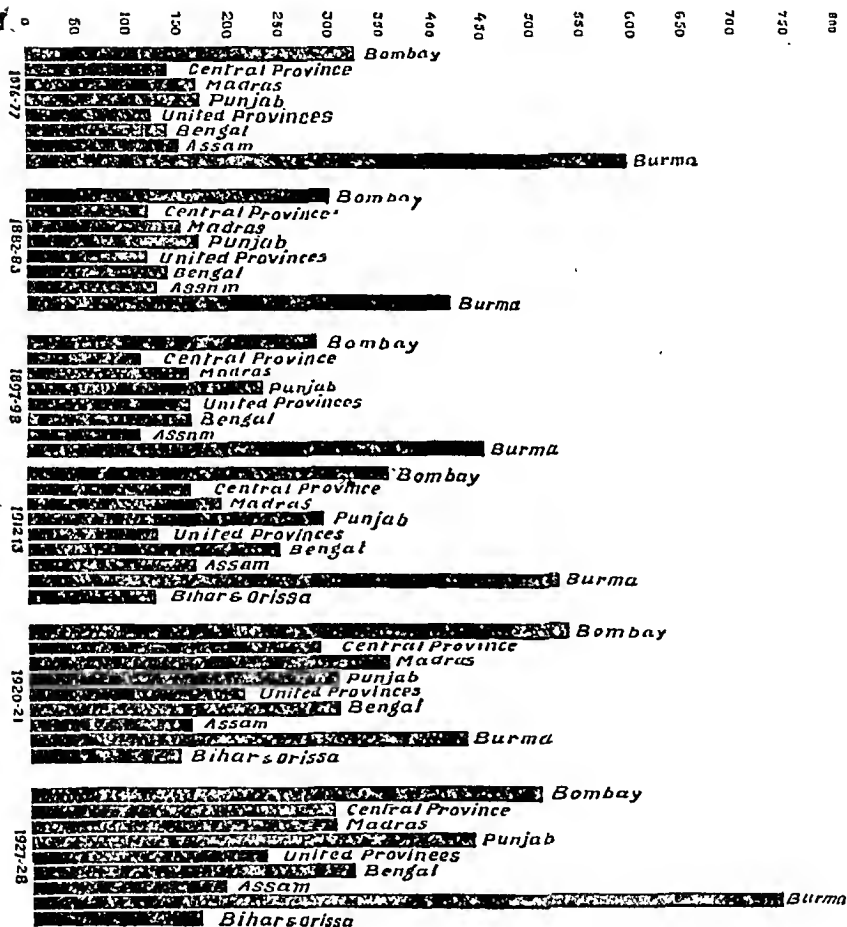 0 50 100 150 200 250 300 350 400 450 500 550 600 650 700 750 800
1876-77
Bombay
Central Province
Madras
Punjab
United Provinces
Bengal
Assam
Burma
1882-83
Bombay
Central Province
Madras
Punjab
United Provinces
Bengal
Assam
Burma
1897-98
Bombay
Central Province
Madras
Punjab
United Provinces
Bengal
Assam
Burma
1912 13
Bombay
Central Province
Madras
Punjab
United Provinces
Bengal
Assam
Burma
Bihar & Orissa
1920-21
Bombay
Central Province
Madras
Punjab
United Provinces
Bengal
Assam
Burma
Bihar & Orissa
1927-28
Bombay
Central Province
Madras
Punjab
United Provinees
Bengal
Assam
Burma
Bihar & Orissa